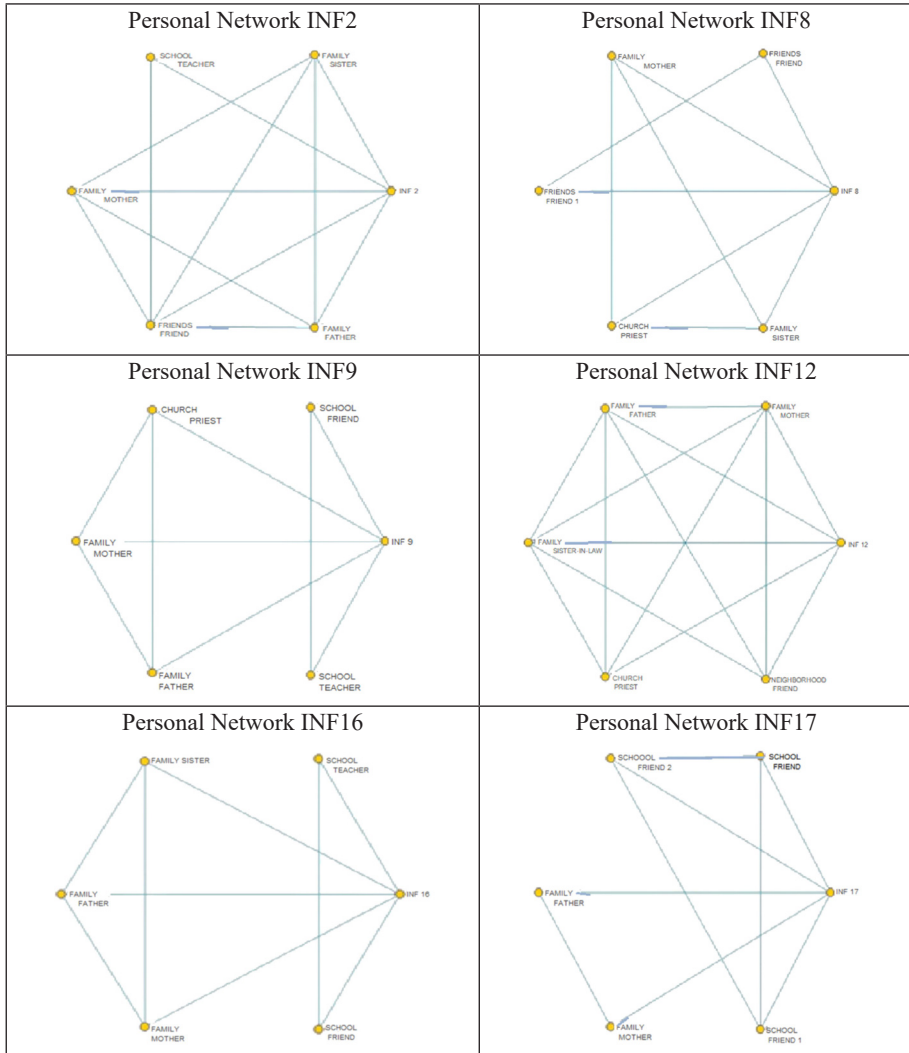 Personal Network INF2
SCHOOL
TEACHER
FAMILY
SISTER
FAMILY
MOTHER
INF 2
FRIENDS
FRIEND
FAMILY
FATHER
Personal Network INF8
FAMILY
MOTHER
FRIENDS
FRIEND
FRIENDS
FRIEND 1
INF 8
CHURCH
PRIEST
FAMILY
SISTER
Personal Network INF9
CHURCH
PRIEST
SCHOOL
FRIEND
FAMILY
MOTHER
INF 9
FAMILY
FATHER
SCHOOL
TEACHER
Personal Network INF12
FAMILY
FATHER
FAMILY
MOTHER
FAMILY
SISTER-IN-LAW
INF 12
CHURCH
PRIEST
NEIGHBORHOOD
FRIEND
Personal Network INF16
FAMILY SISTER
SCHOOL
TEACHER
FAMILY
FATHER
INF 16
FAMILY
MOTHER
SCHOOL
FRIEND
Personal Network INF17
SCHOOOL
FRIEND 2
SCHOOL
FRIEND
FAMILY
FATHER
INF 17
FAMILY
MOTHER
SCHOOL
FRIEND 1